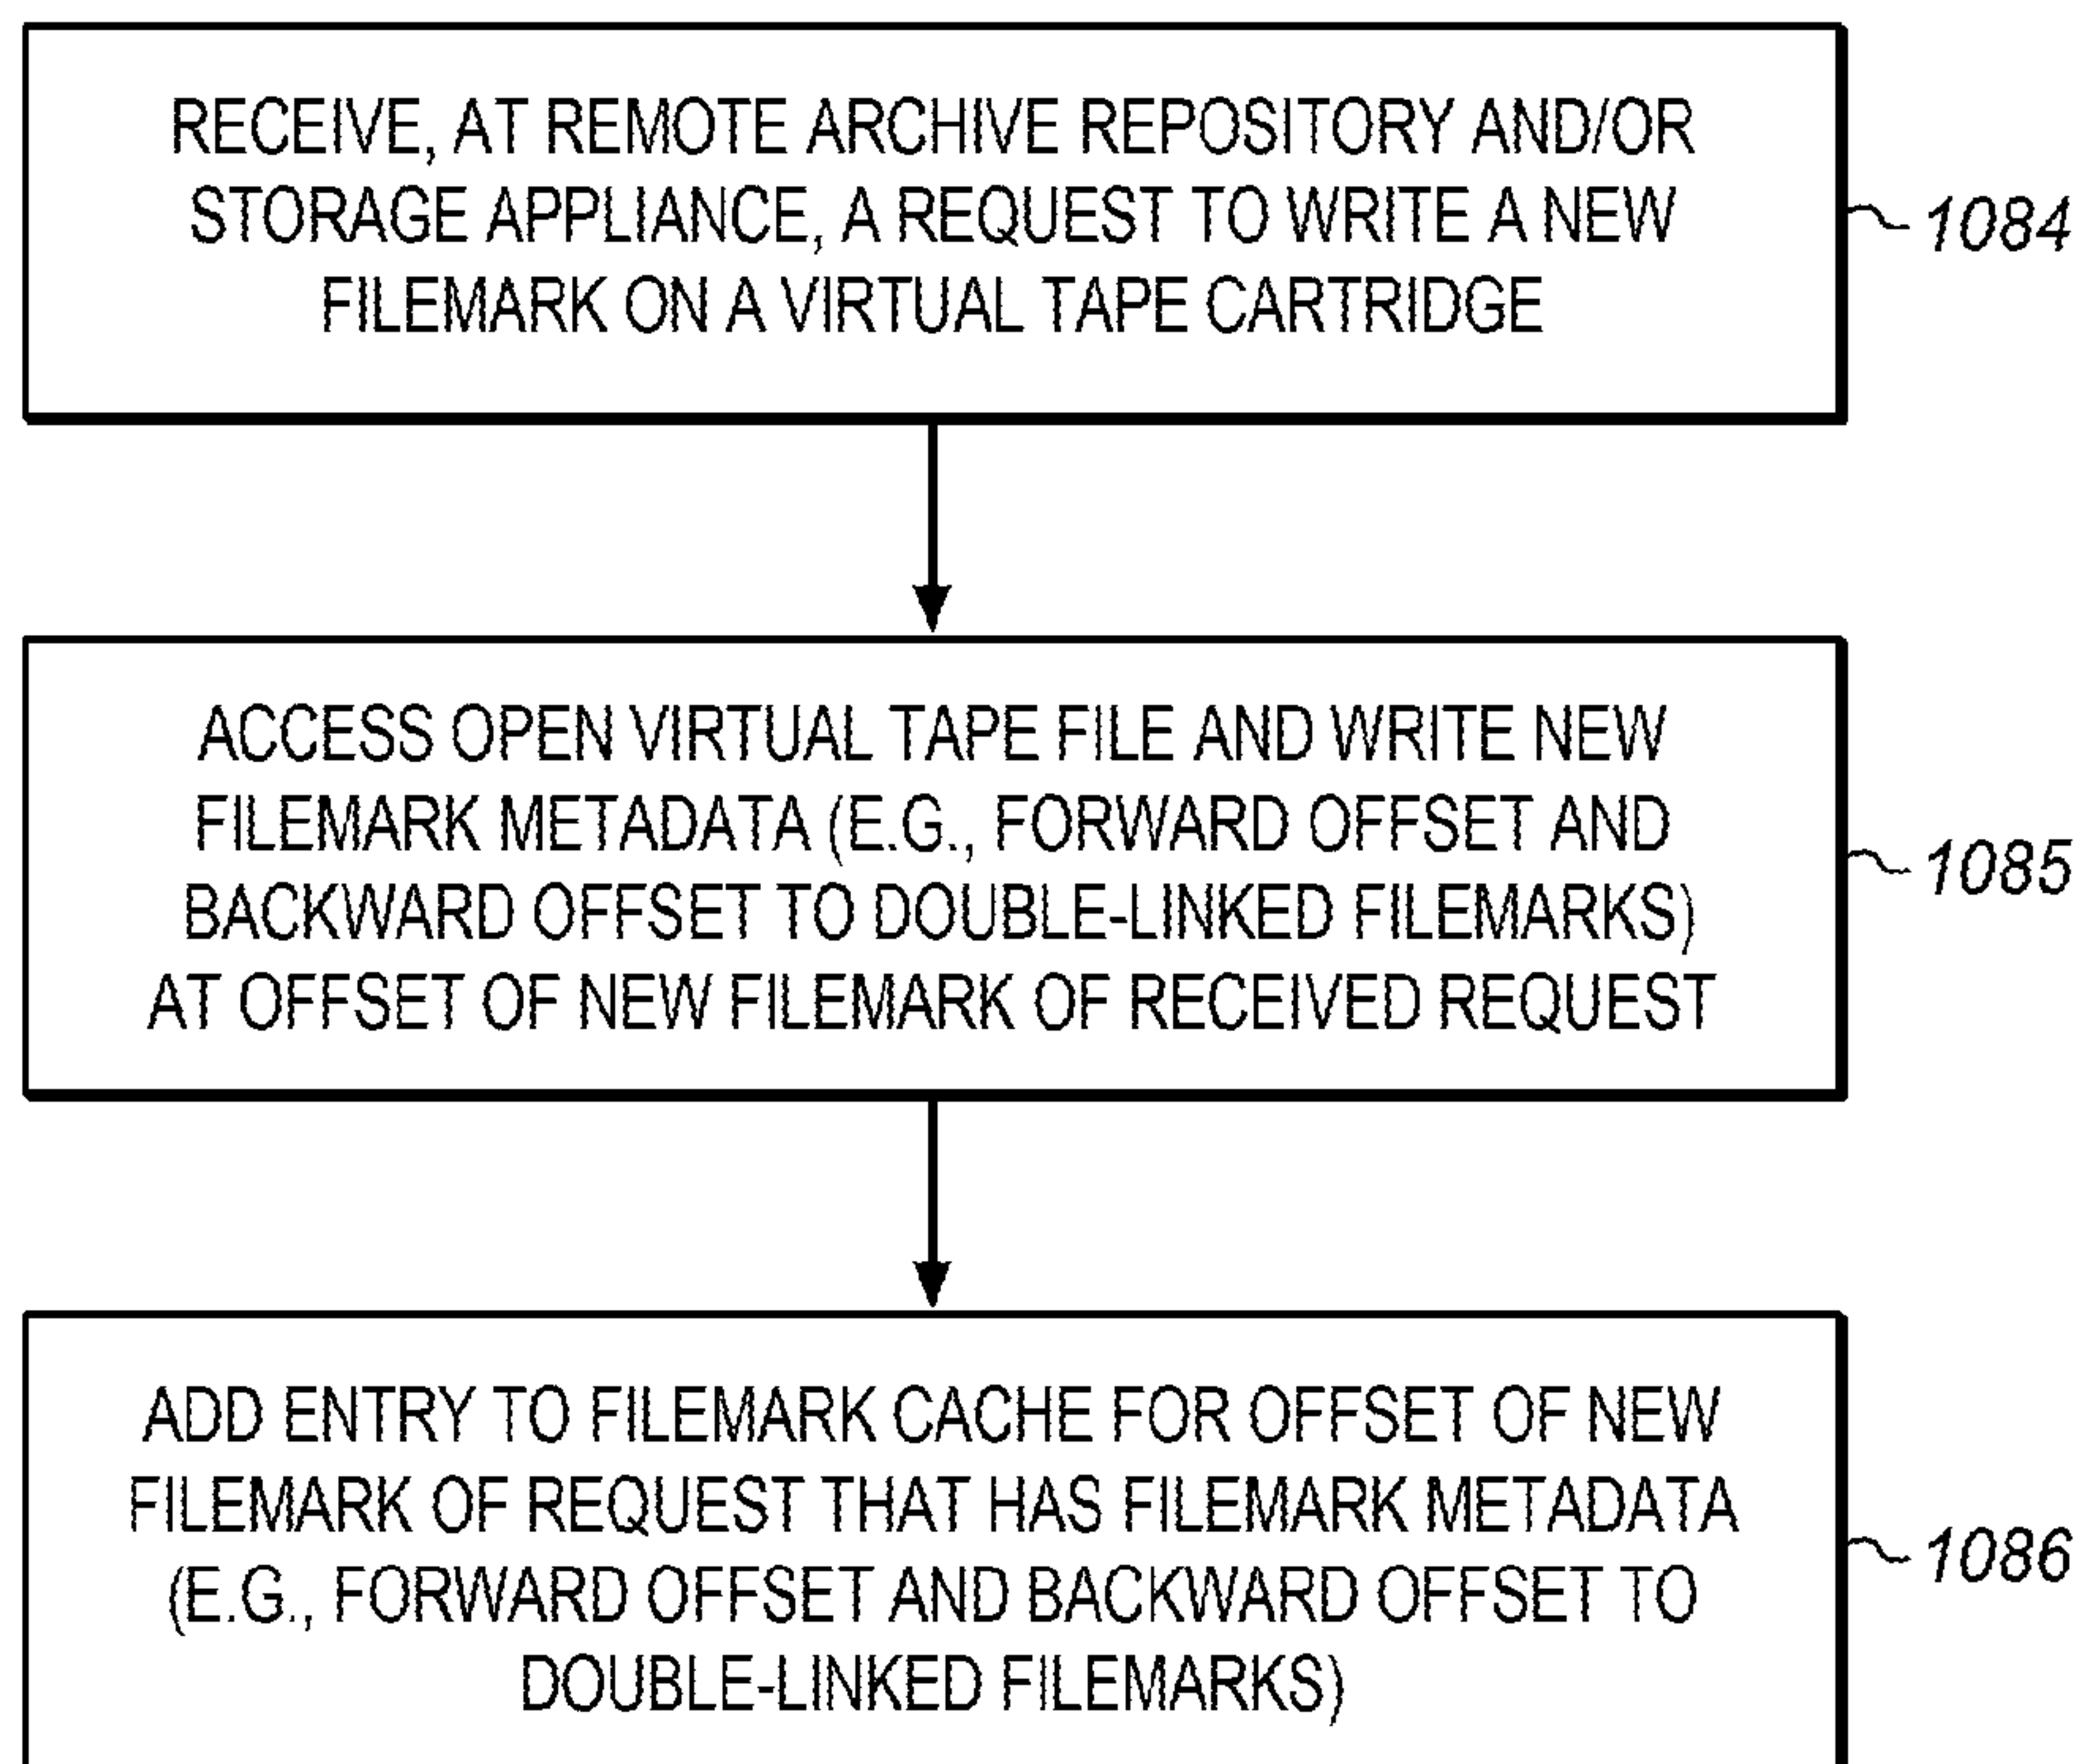 RECEIVE, AT REMOTE ARCHIVE REPOSITORY AND/OR
STORAGE APPLIANCE, A REQUEST TO WRITE A NEW
FILEMARK ON A VIRTUAL TAPE CARTRIDGE
1084
ACCESS OPEN VIRTUAL TAPE FILE AND WRITE NEW
FILEMARK METADATA (E.G., FORWARD OFFSET AND
BACKWARD OFFSET TO DOUBLE-LINKED FILEMARKS)
AT OFFSET OF NEW FILEMARK OF RECEIVED REQUEST
1085
ADD ENTRY TO FILEMARK CACHE FOR OFFSET OF NEW
FILEMARK OF REQUEST THAT HAS FILEMARK METADATA
(E.G., FORWARD OFFSET AND BACKWARD OFFSET TO
DOUBLE-LINKED FILEMARKS)
1086